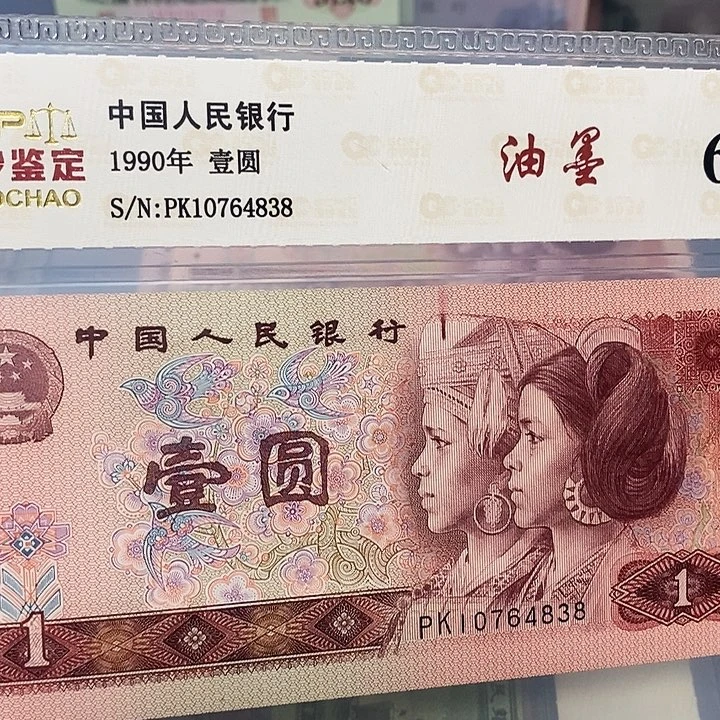 中国人民银行
1990年 壹圆
S/N:PK10764838
鉴定
OCHAO
油墨
6
中国人民银行
壹圆
PK10764838
1
1